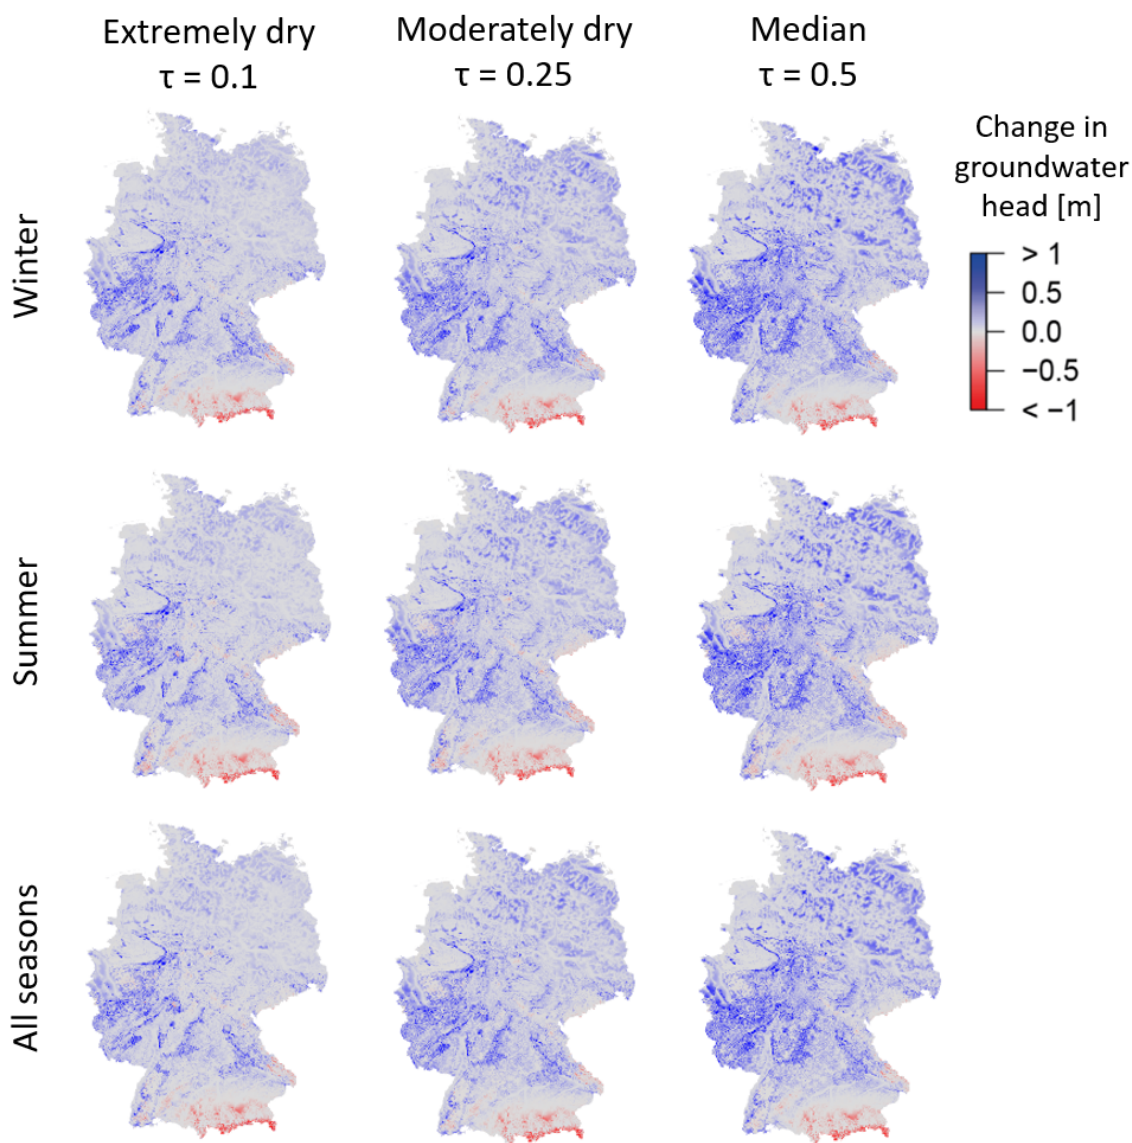 Extremely dry
τ = 0.1
Moderately dry
τ = 0.25
Median
τ = 0.5
Change in
groundwater
head [m]
> 1
0.5
0.0
−0.5
< −1
Winter
Summer
All seasons